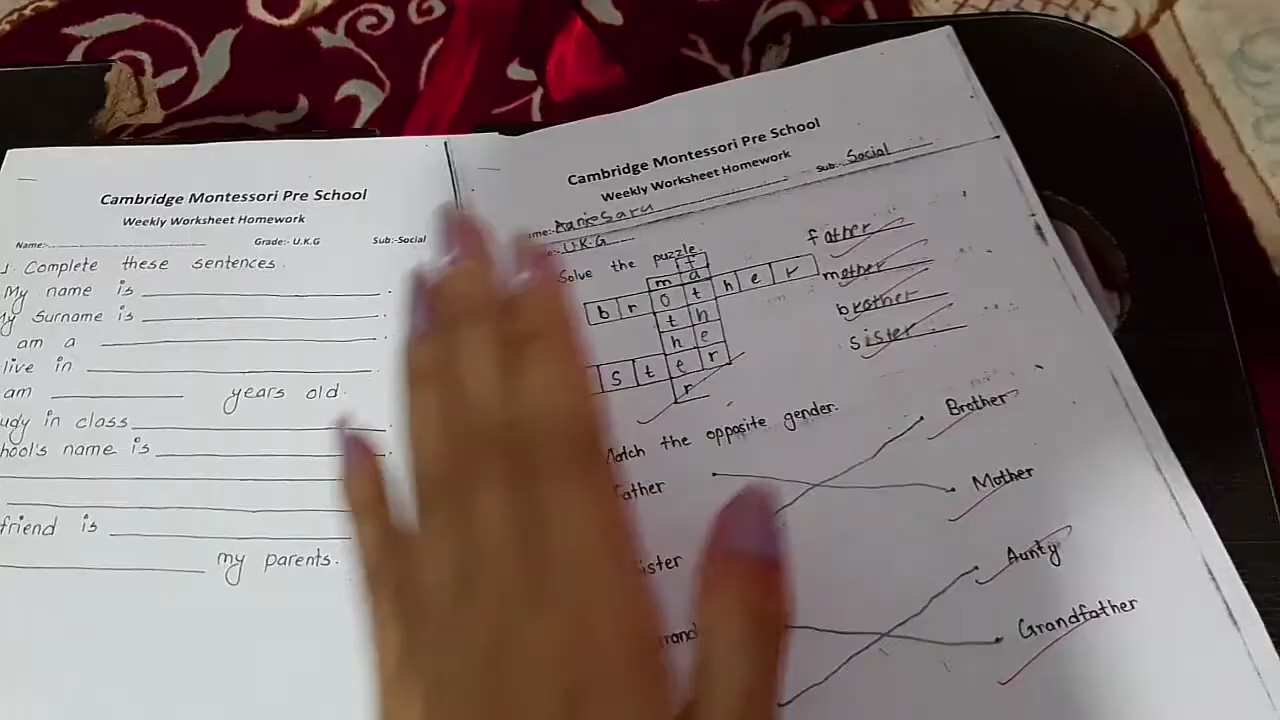 Cambridge Montessori Pre School
Weekly Worksheet Homework
Name:- Grade:- U.K.G Sub:-Social
1. Complete these sentences.
My name is
My Surname is
am a
live in
am years old.
in class
name is
friend is
my parents.
Cambridge Montessori Pre School
Weekly Worksheet Homework
Sub:- Social
U.K.G
Solve the puzzle.
f
m a
b r o t h e r
t h
h e
s t e r
r
father
mother
brother
sister
Match the opposite gender.
Father
Brother
Mother
Aunty
Grandfather